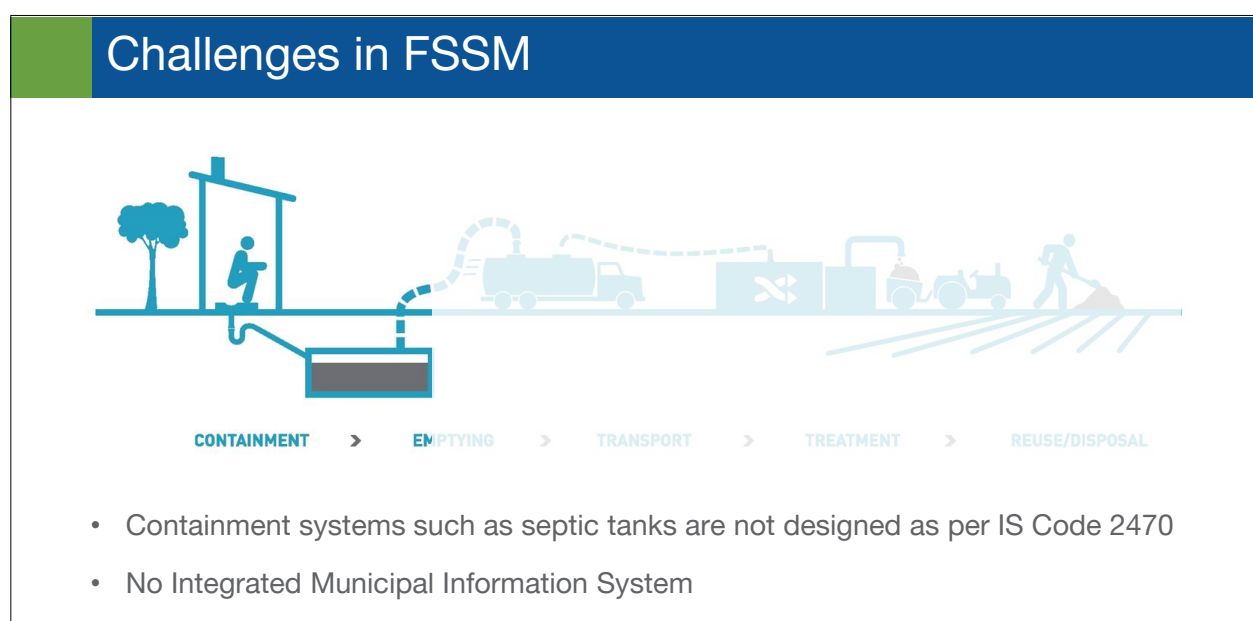 Challenges in FSSM
CONTAINMENT > EMPTYING > TRANSPORT > TREATMENT > REUSE/DISPOSAL
• Containment systems such as septic tanks are not designed as per IS Code 2470
• No Integrated Municipal Information System